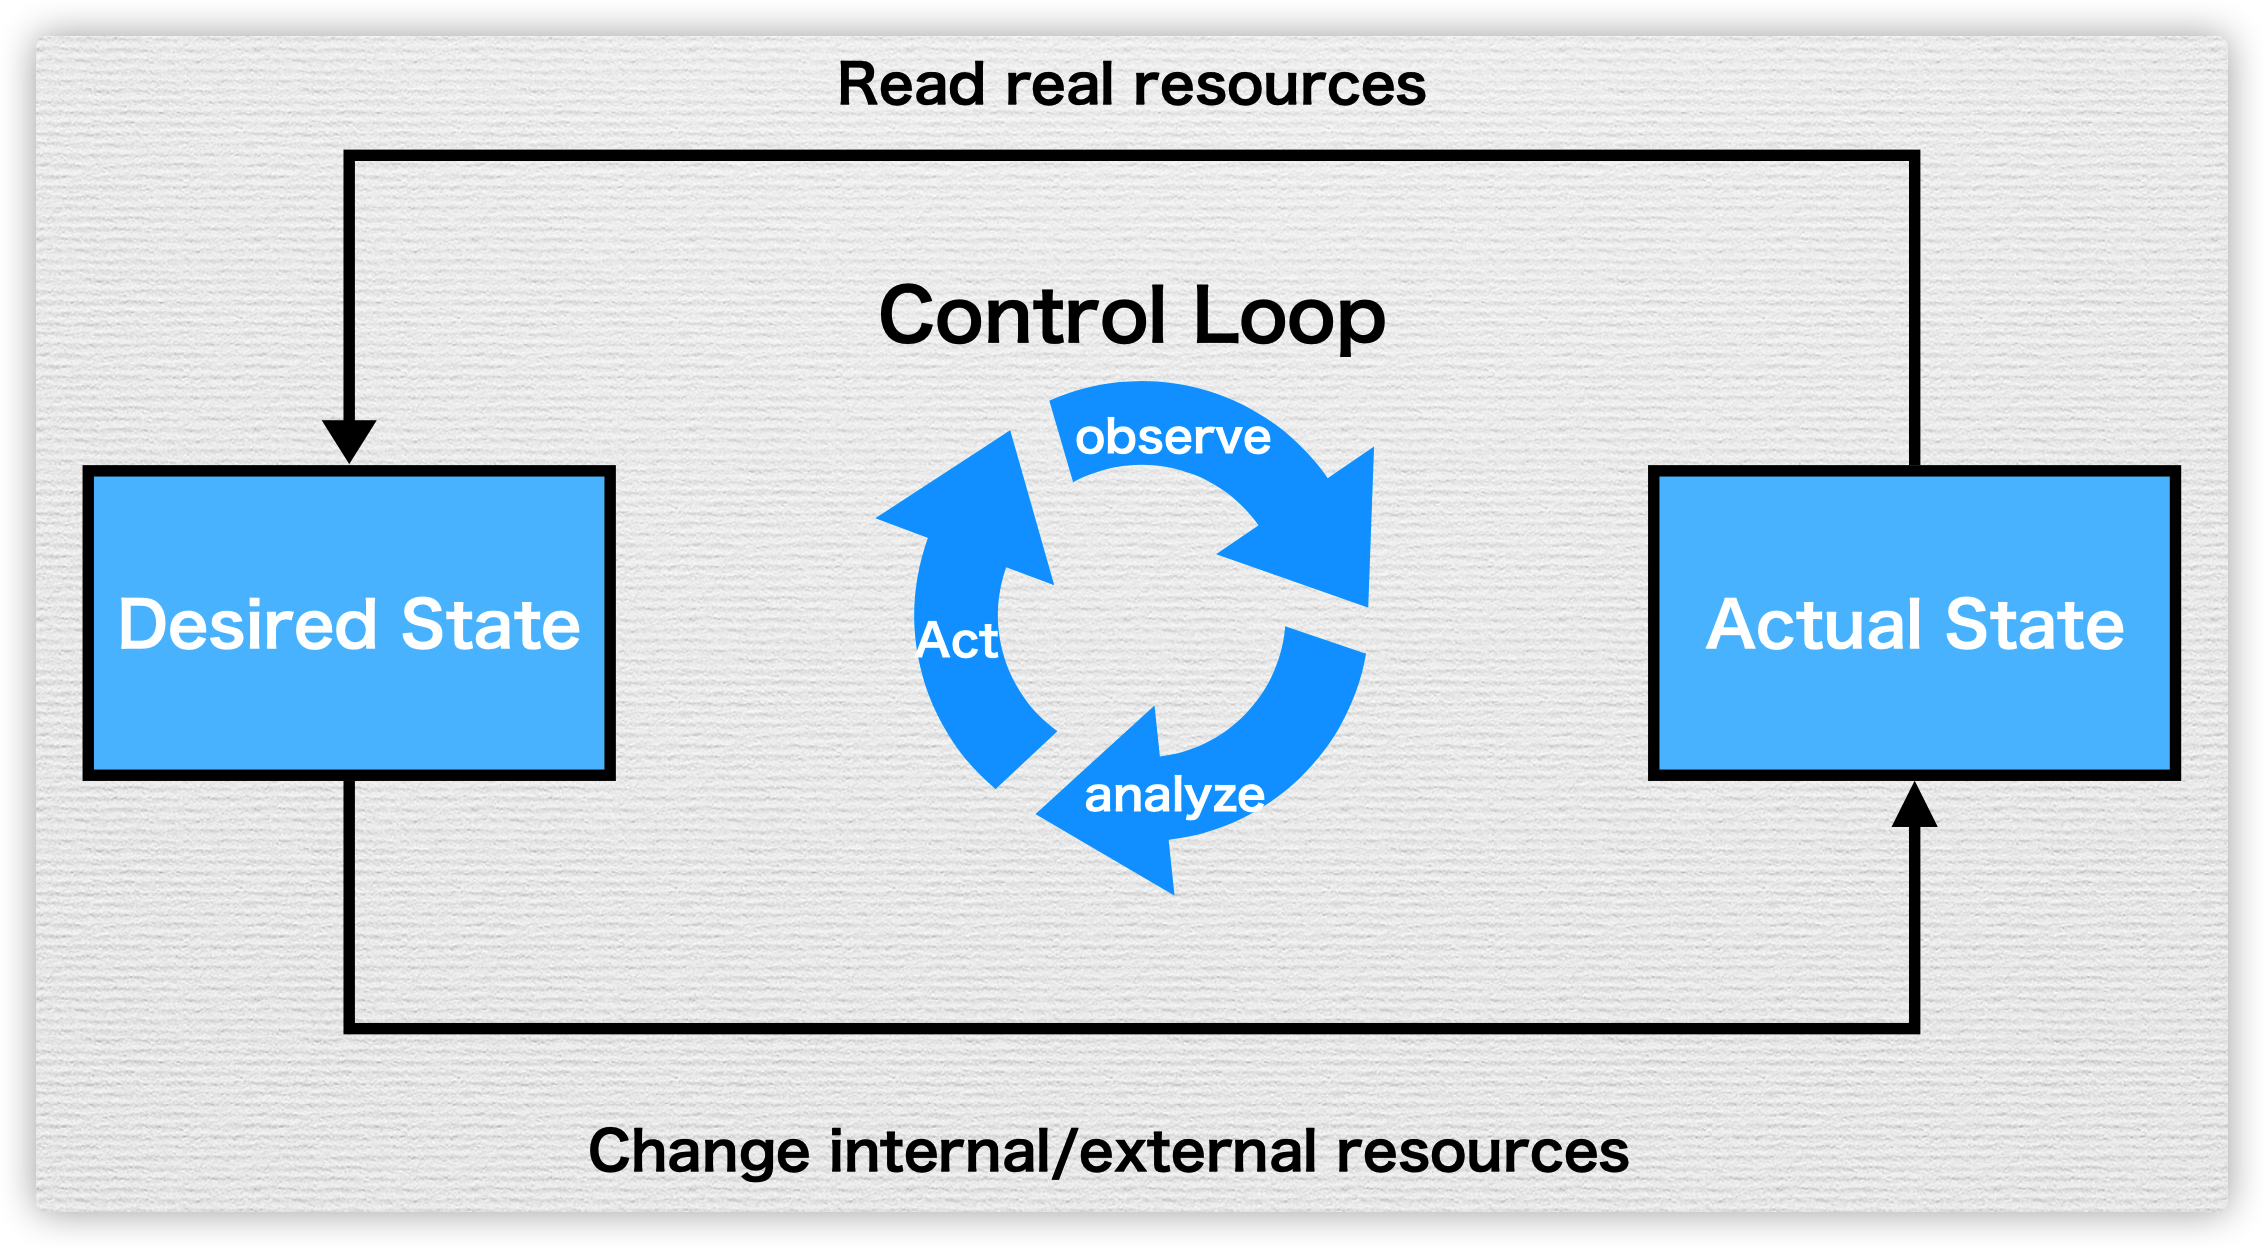 Read real resources
Control Loop
observe
Desired State
Act
Actual State
analyze
Change internal/external resources